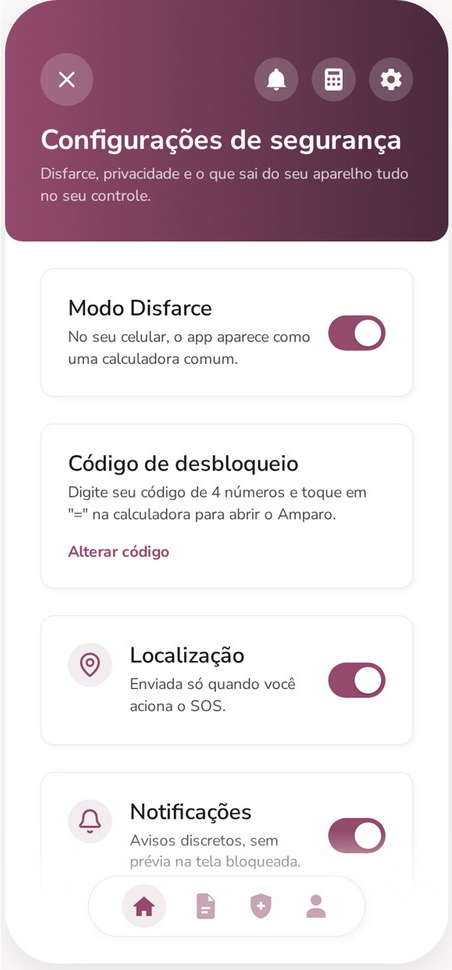 Configurações de segurança
Disfarce, privacidade e o que sai do seu aparelho tudo
no seu controle.
Modo Disfarce
No seu celular, o app aparece como
uma calculadora comum.
Código de desbloqueio
Digite seu código de 4 números e toque em
"=" na calculadora para abrir o Amparo.
Alterar código
Localização
Enviada só quando você
aciona o SOS.
Notificações
Avisos discretos, sem
prévia na tela bloqueada.